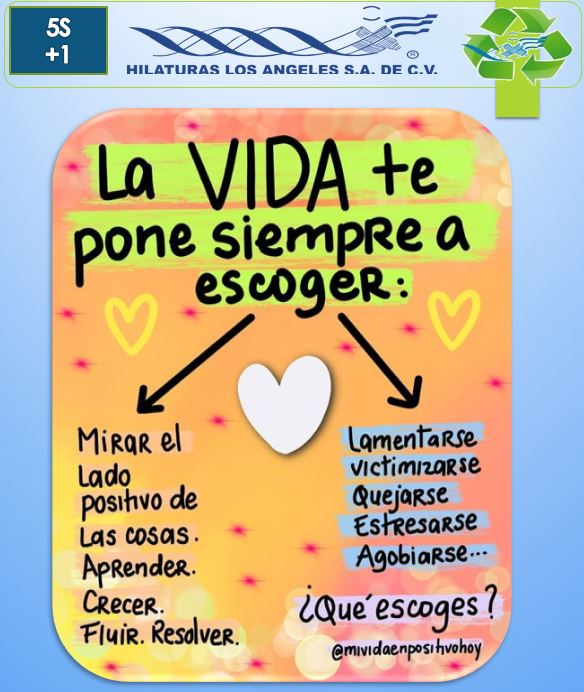 5S
+1
HILATURAS LOS ANGELES S.A. DE C.V.
®
La VIDA te
pone siempre a
escoger:
Mirar el
Lado
positivo de
Las cosas.
Aprender.
Crecer.
Fluir. Resolver.
Lamentarse
victimizarse
Quejarse
Estresarse
Agobiarse...
¿Qué escoges?
@mividaenpositivohoy